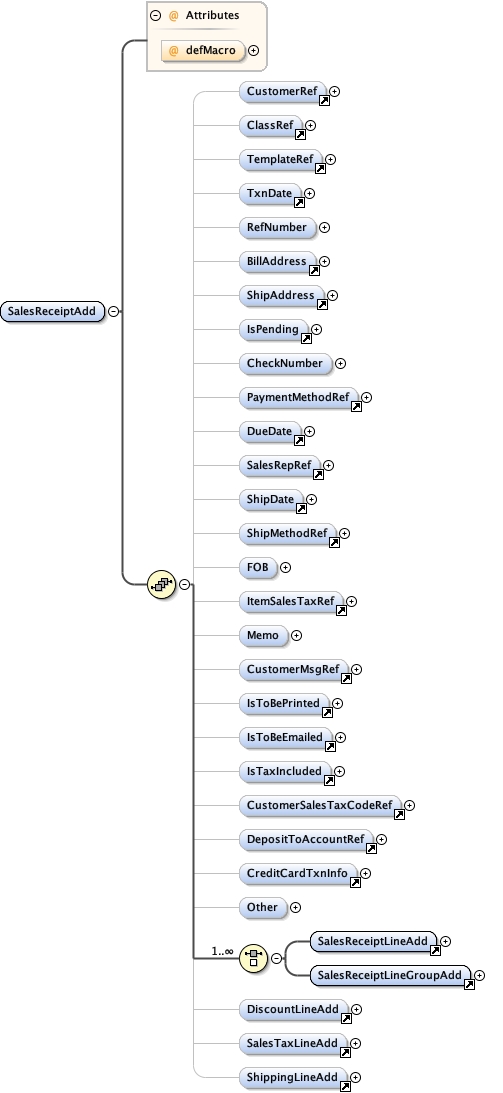 @ Attributes
@ defMacro
CustomerRef
ClassRef
TemplateRef
TxnDate
RefNumber
BillAddress
ShipAddress
SalesReceiptAdd
IsPending
CheckNumber
PaymentMethodRef
DueDate
SalesRepRef
ShipDate
ShipMethodRef
FOB
ItemSalesTaxRef
Memo
CustomerMsgRef
IsToBePrinted
IsToBeEmailed
IsTaxIncluded
CustomerSalesTaxCodeRef
DepositToAccountRef
CreditCardTxnInfo
Other
1..∞
SalesReceiptLineAdd
SalesReceiptLineGroupAdd
DiscountLineAdd
SalesTaxLineAdd
ShippingLineAdd